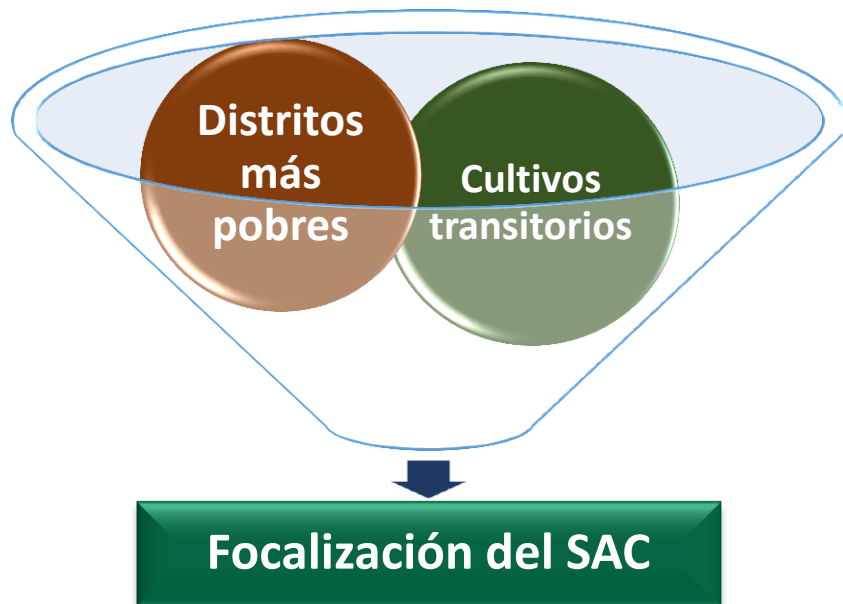 Distritos
más
pobres
Cultivos
transitorios
Focalización del SAC